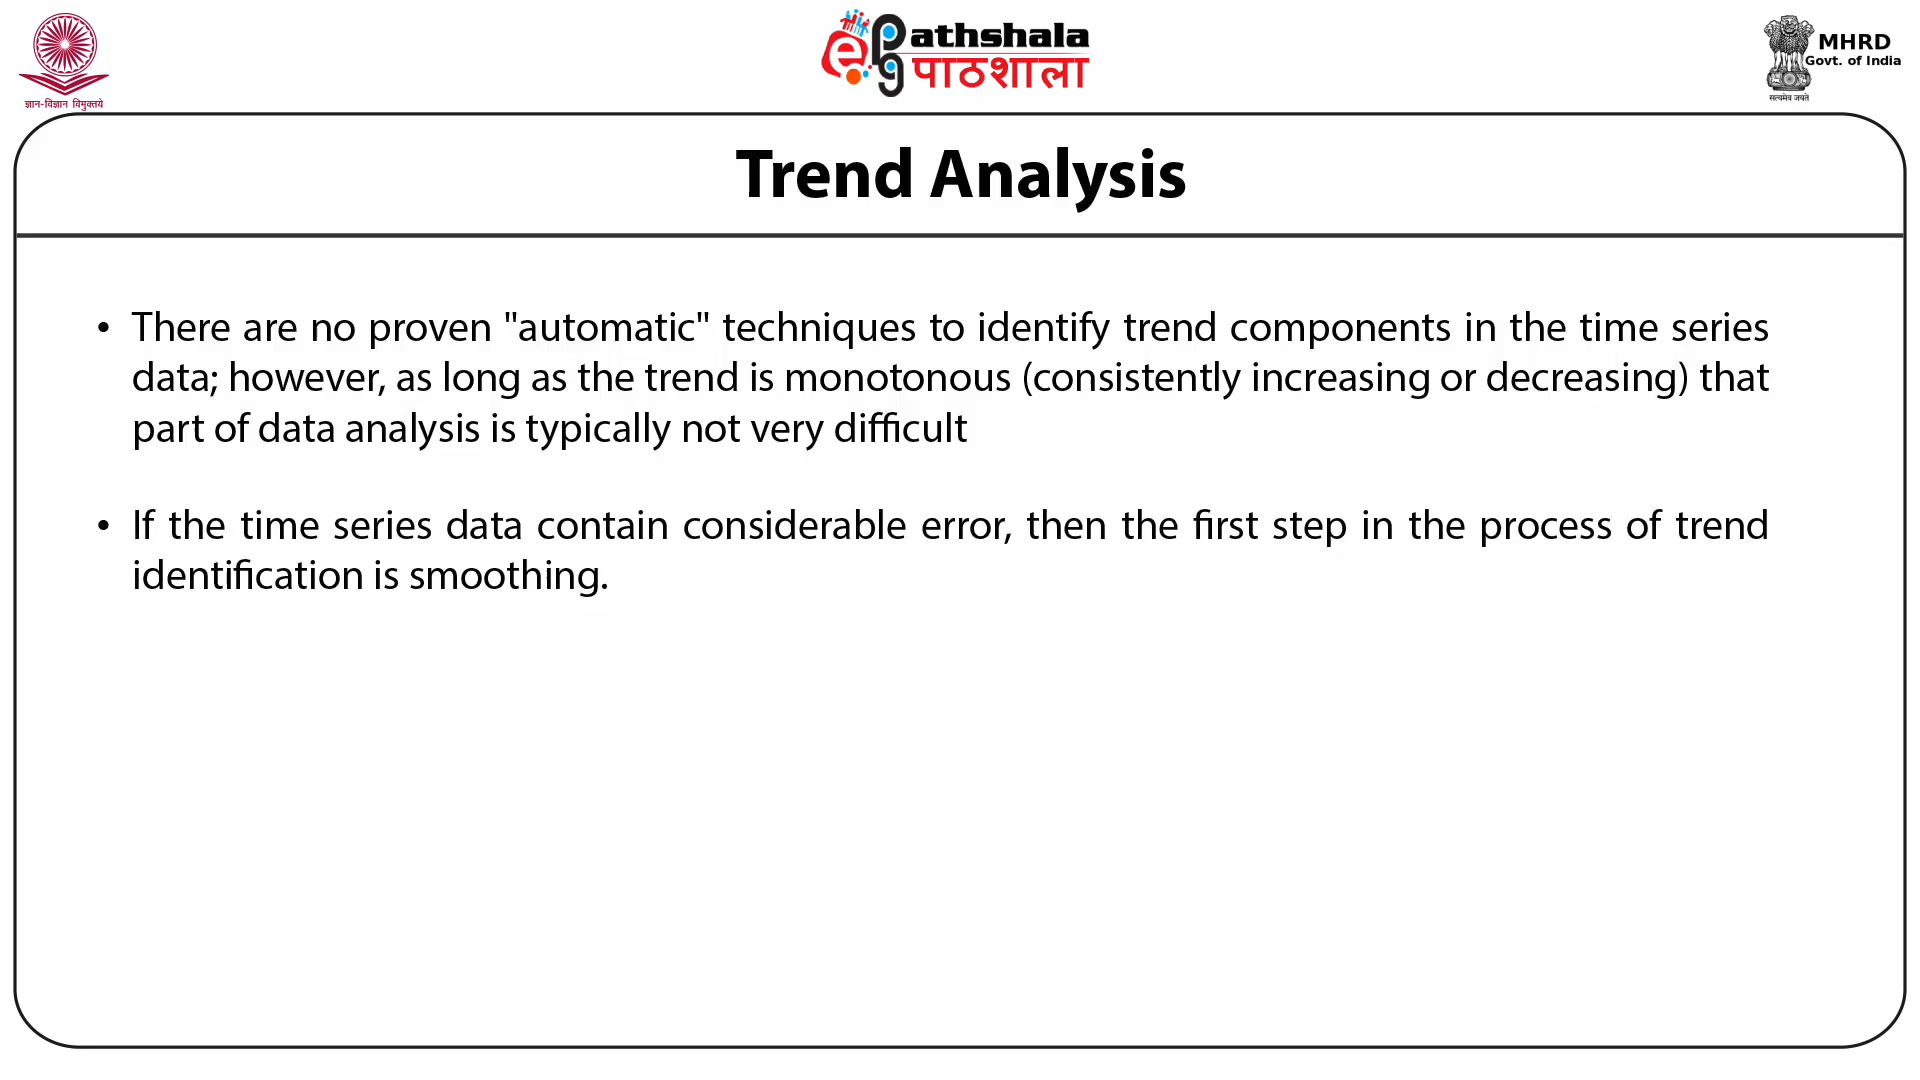 ज्ञान-विज्ञान विमुक्तये
e
Pathshala
पाठशाला
MHRD
Govt. of India
सत्यमेव जयते
Trend Analysis
• There are no proven "automatic" techniques to identify trend components in the time series
data; however, as long as the trend is monotonous (consistently increasing or decreasing) that
part of data analysis is typically not very difficult
• If the time series data contain considerable error, then the first step in the process of trend
identification is smoothing.